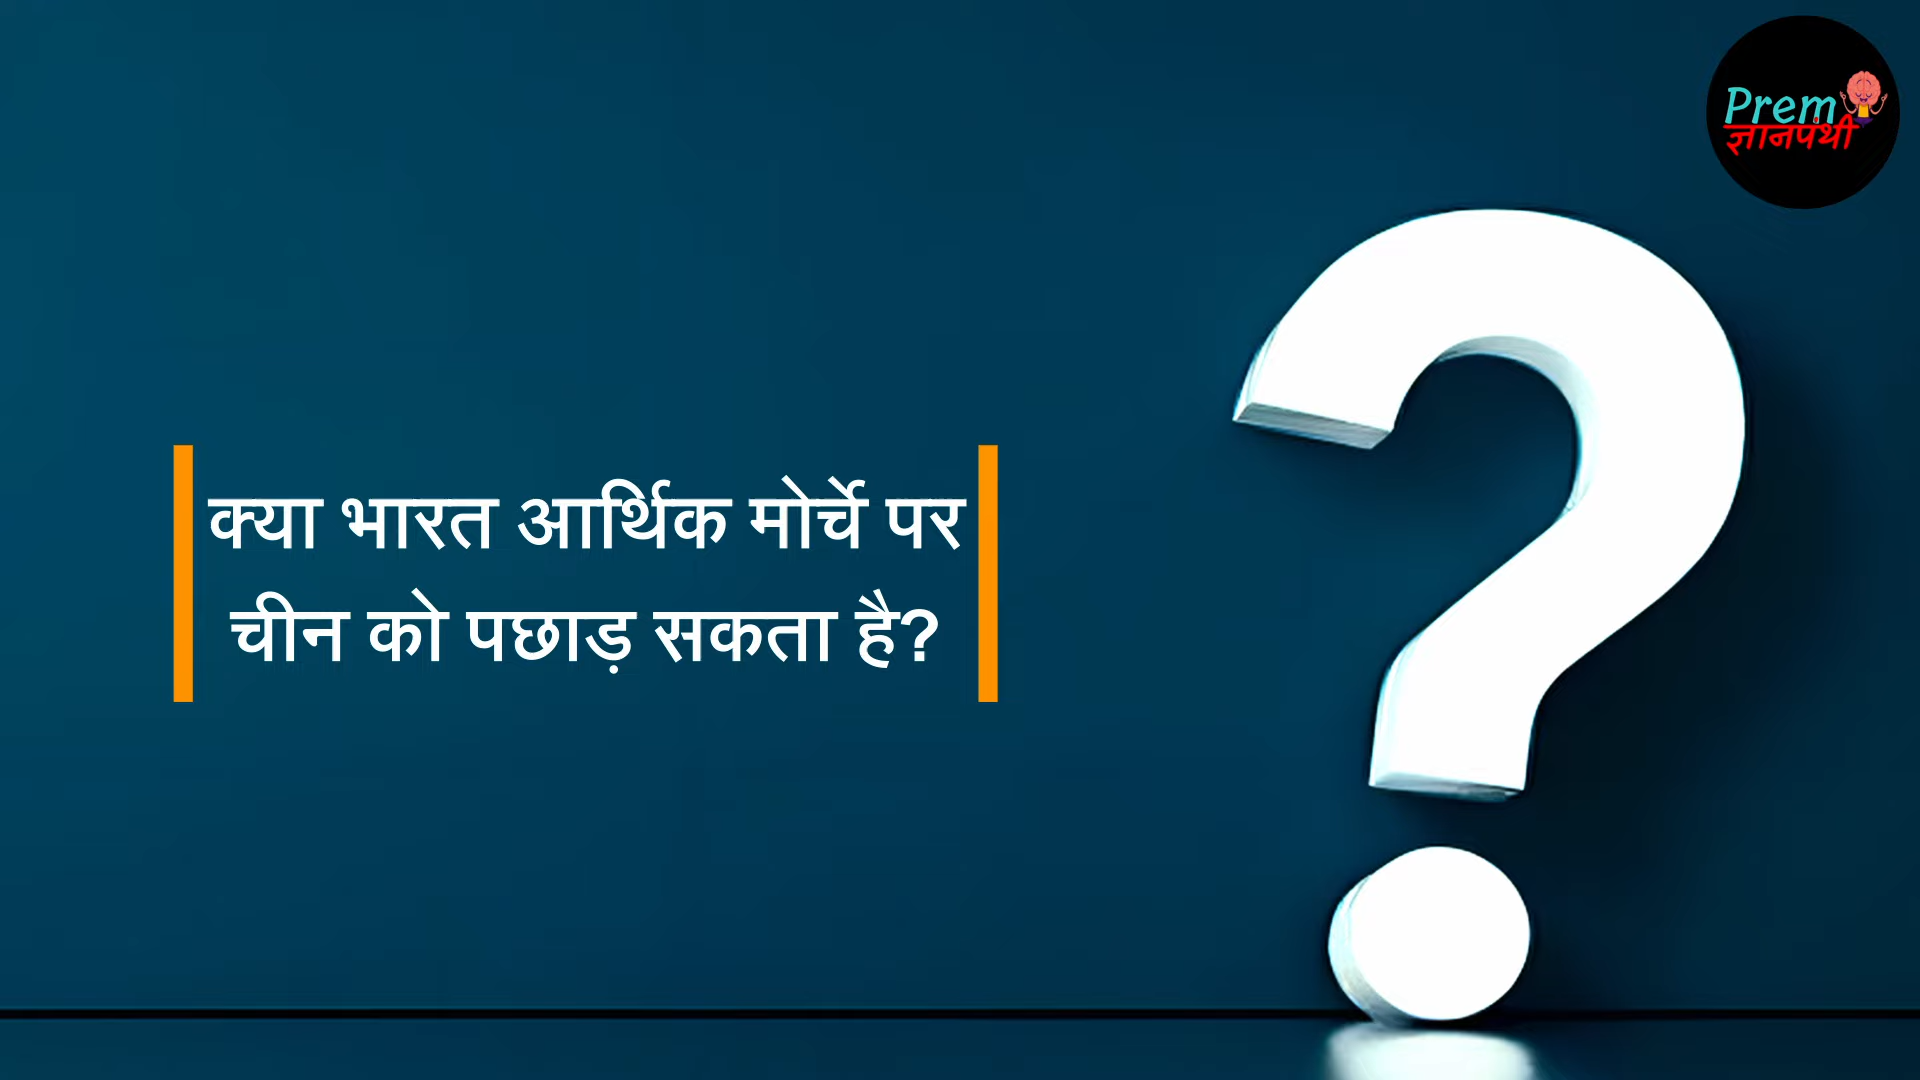 Prem
ज्ञानपंथी
क्या भारत आर्थिक मोर्चे पर
चीन को पछाड़ सकता है?